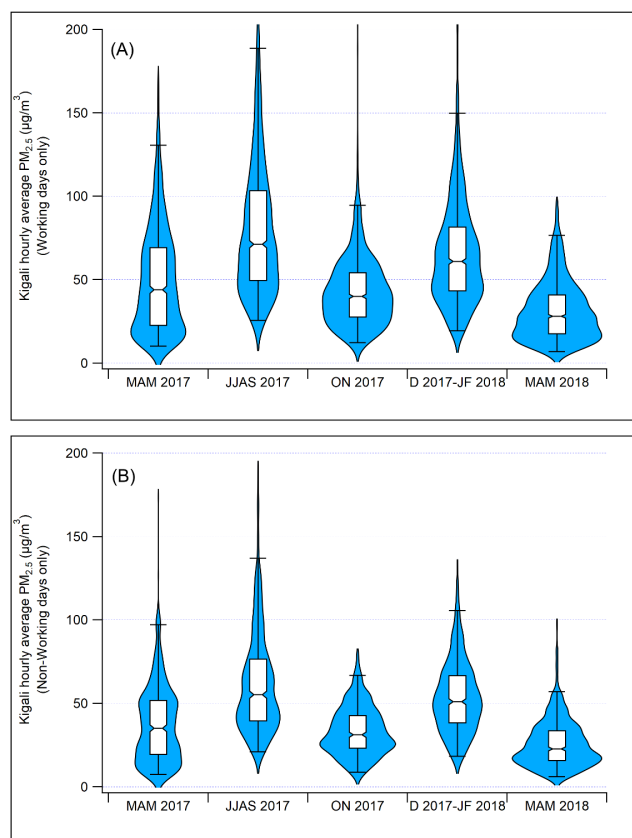 (A)
Kigali hourly average PM2.5 (µg/m³)
(Working days only)
200
150
100
50
0
MAM 2017 JJAS 2017 ON 2017 D 2017-JF 2018 MAM 2018
(B)
Kigali hourly average PM2.5 (µg/m³)
(Non-Working days only)
200
150
100
50
0
MAM 2017 JJAS 2017 ON 2017 D 2017-JF 2018 MAM 2018